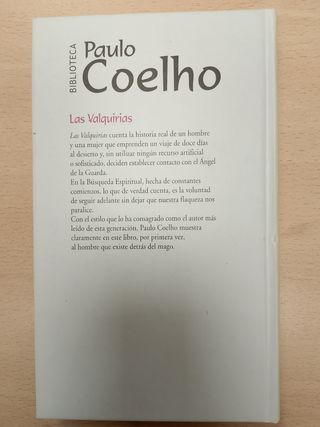 BIBLIOTECA
Paulo
Coelho
Las Valquirias
Las Valquirias cuenta la historia real de un hombre
y una mujer que emprenden un viaje de doce días
al desierto y, sin utilizar ningún recurso artificial
o sofisticado, deciden establecer contacto con el Ángel
de la Guarda.
En la Búsqueda Espiritual, hecha de constantes
comienzos, lo que de verdad cuenta, es la voluntad
de seguir adelante sin dejar que nuestra flaqueza nos
paralice.
Con el estilo que lo ha consagrado como el autor más
leído de esta generación, Paulo Coelho muestra
claramente en este libro, por primera vez,
al hombre que existe detrás del mago.